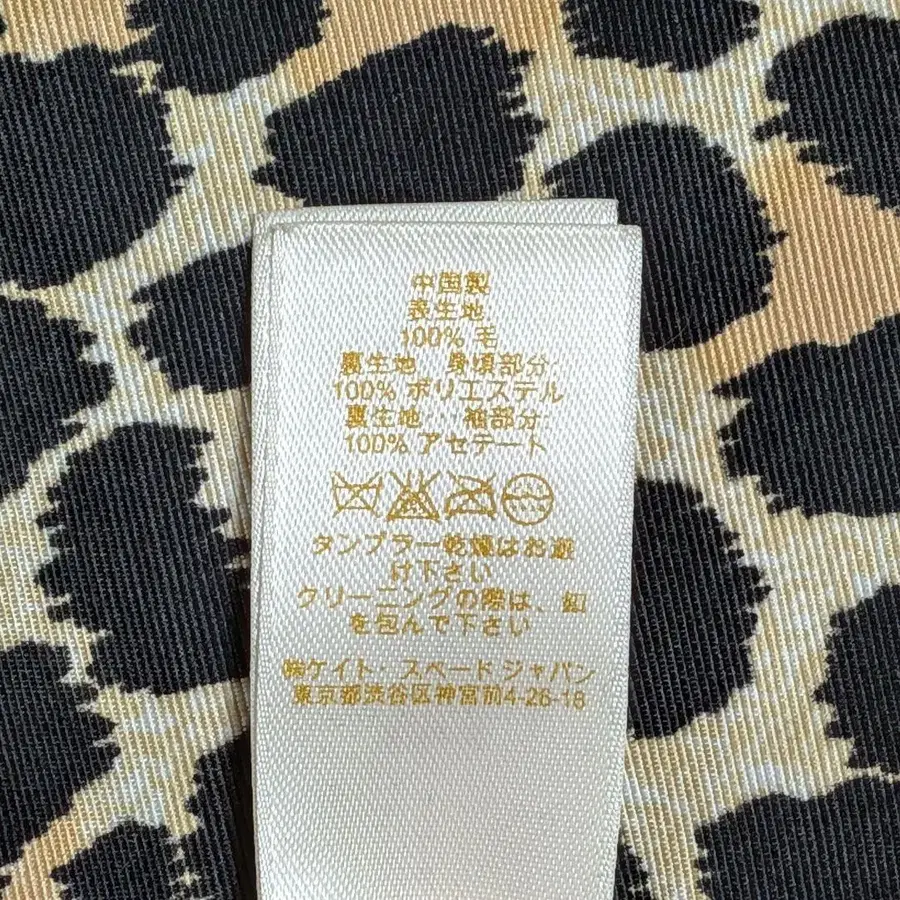 中国製
表生地
100% 毛
裏生地 身頃部分:
100% ポリエステル
裏生地 袖部分:
100% アセテート
タンブラー乾燥はお避
け下さい
クリーニングの際は、釦
を包んで下さい
㈱ケイト・スペード ジャパン
東京都渋谷区神宮前4-26-18